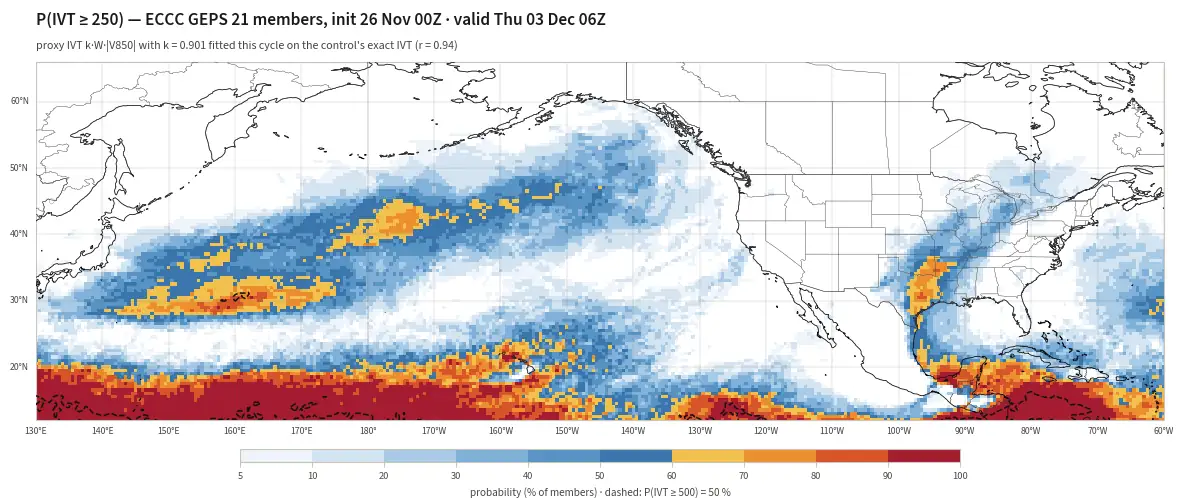 P(IVT ≥ 250) — ECCC GEPS 21 members, init 26 Nov 00Z · valid Thu 03 Dec 06Z
proxy IVT k·W·|V850| with k = 0.901 fitted this cycle on the control's exact IVT (r = 0.94)
60°N
50°N
40°N
30°N
20°N
130°E 140°E 150°E 160°E 170°E 180° 170°W 160°W 150°W 140°W 130°W 120°W 110°W 100°W 90°W 80°W 70°W 60°W
5 10 20 30 40 50 60 70 80 90 100
probability (% of members) · dashed: P(IVT ≥ 500) = 50 %